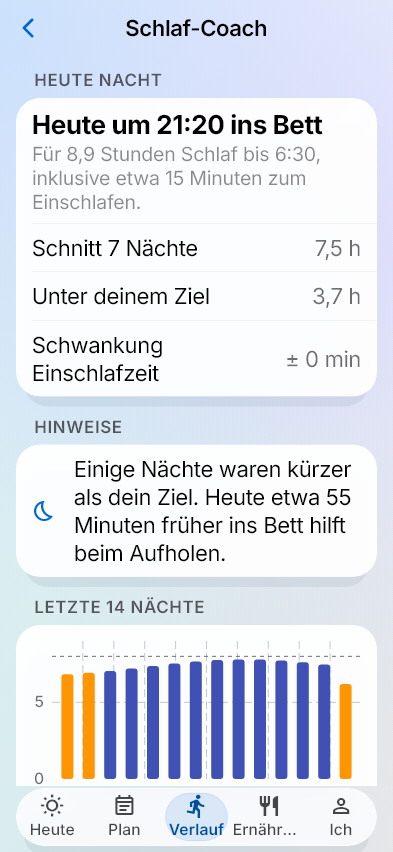 Schlaf-Coach
HEUTE NACHT
Heute um 21:20 ins Bett
Für 8,9 Stunden Schlaf bis 6:30,
inklusive etwa 15 Minuten zum
Einschlafen.
Schnitt 7 Nächte 7,5 h
Unter deinem Ziel 3,7 h
Schwankung
Einschlafzeit ± 0 min
HINWEISE
Einige Nächte waren kürzer
als dein Ziel. Heute etwa 55
Minuten früher ins Bett hilft
beim Aufholen.
LETZTE 14 NÄCHTE
5
0
Heute Plan Verlauf Ernähr... Ich